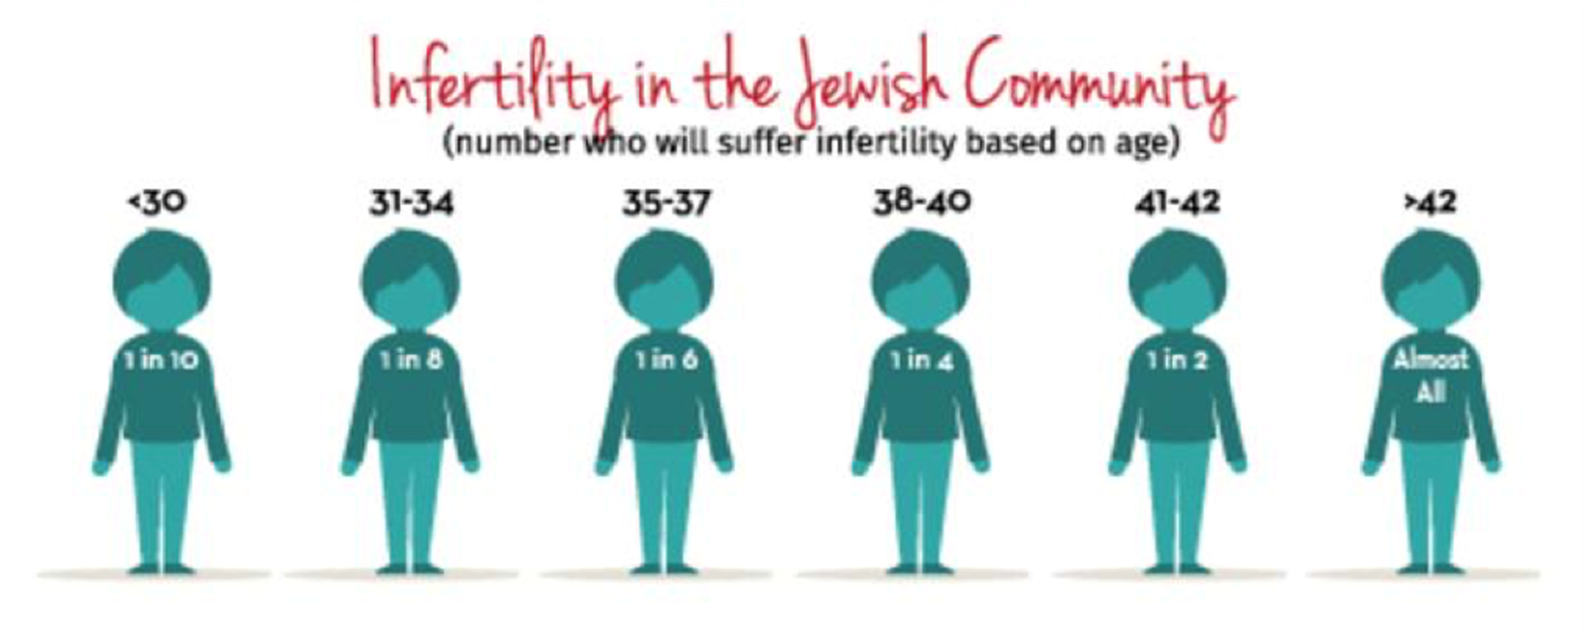 Infertility in the Jewish Community
(number who will suffer infertility based on age)
<30 31-34 35-37 38-40 41-42 >42
1 in 10 1 in 8 1 in 6 1 in 4 1 in 2 Almost
All